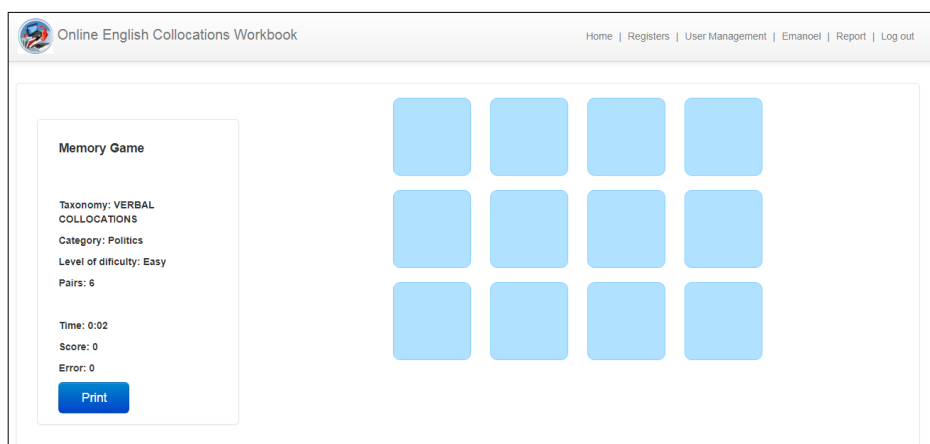 Online English Collocations Workbook
Home | Registers | User Management | Emanoel | Report | Log out
Memory Game
Taxonomy: VERBAL
COLLOCATIONS
Category: Politics
Level of dificulty: Easy
Pairs: 6
Time: 0:02
Score: 0
Error: 0
Print